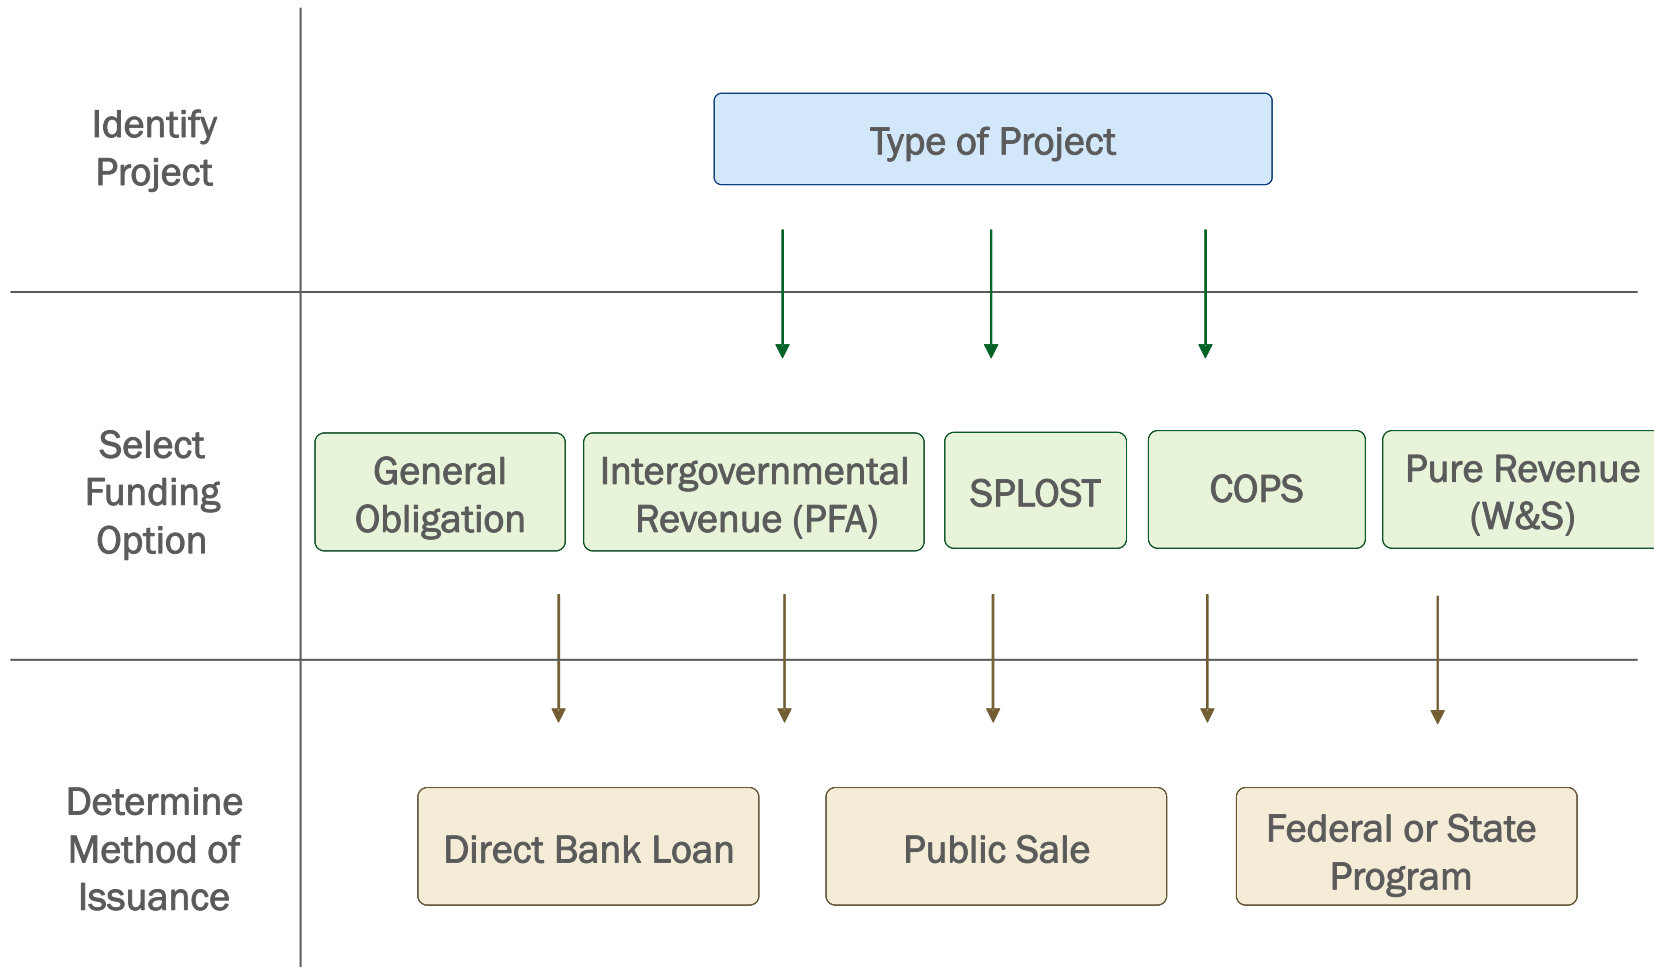 Identify
Project
Type of Project
Select
Funding
Option
General
Obligation
Intergovernmental
Revenue (PFA)
SPLOST
COPS
Pure Revenue
(W&S)
Determine
Method of
Issuance
Direct Bank Loan
Public Sale
Federal or State
Program